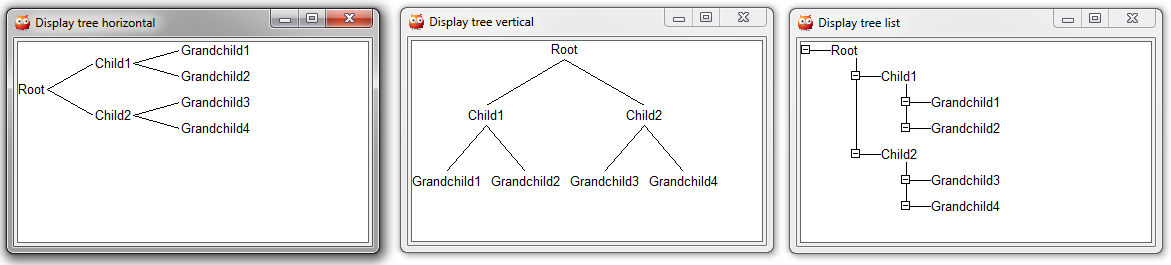 Display tree horizontal
Grandchild1
Child1
Grandchild2
Root
Grandchild3
Child2
Grandchild4
Display tree vertical
Root
Child1 Child2
Grandchild1 Grandchild2 Grandchild3 Grandchild4
Display tree list
Root
Child1
Grandchild1
Grandchild2
Child2
Grandchild3
Grandchild4